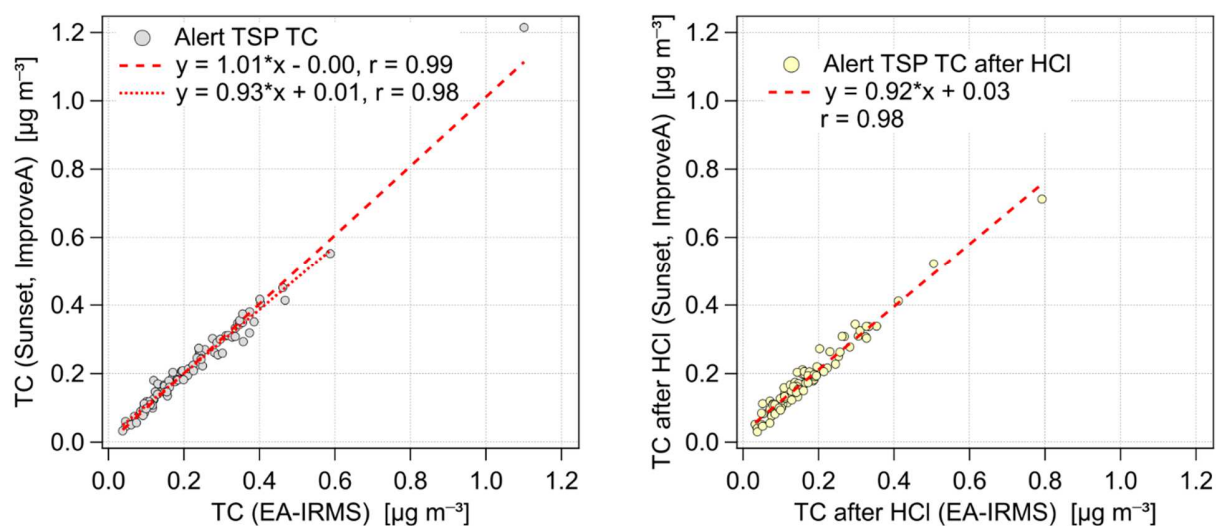 TC (Sunset, ImproveA) [µg m⁻³]
1.2
1.0
0.8
0.6
0.4
0.2
0.0
Alert TSP TC
y = 1.01*x - 0.00, r = 0.99
y = 0.93*x + 0.01, r = 0.98
0.0 0.2 0.4 0.6 0.8 1.0 1.2
TC (EA-IRMS) [µg m⁻³]
TC after HCl (Sunset, ImproveA) [µg m⁻³]
1.2
1.0
0.8
0.6
0.4
0.2
0.0
Alert TSP TC after HCl
y = 0.92*x + 0.03
r = 0.98
0.0 0.2 0.4 0.6 0.8 1.0 1.2
TC after HCl (EA-IRMS) [µg m⁻³]